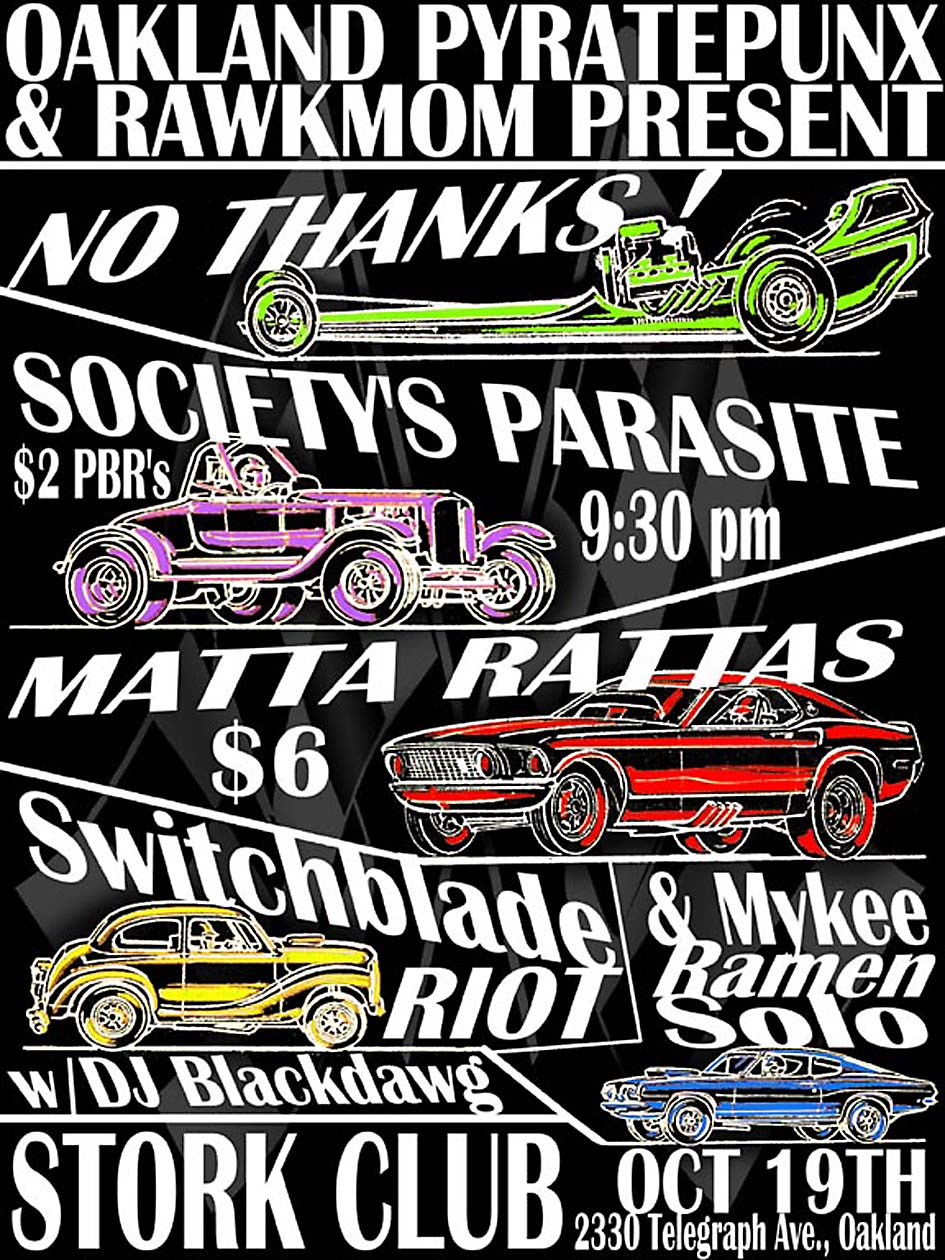 OAKLAND PYRATEPUNX
& RAWKMOM PRESENT
NO THANKS!
SOCIETY'S PARASITE
$2 PBR's
9:30 pm
MATTA RATTAS
$6
Switchblade
RIOT
& Mykee
Ramen
Solo
w/DJ Blackdawg
STORK CLUB
OCT 19TH
2330 Telegraph Ave., Oakland